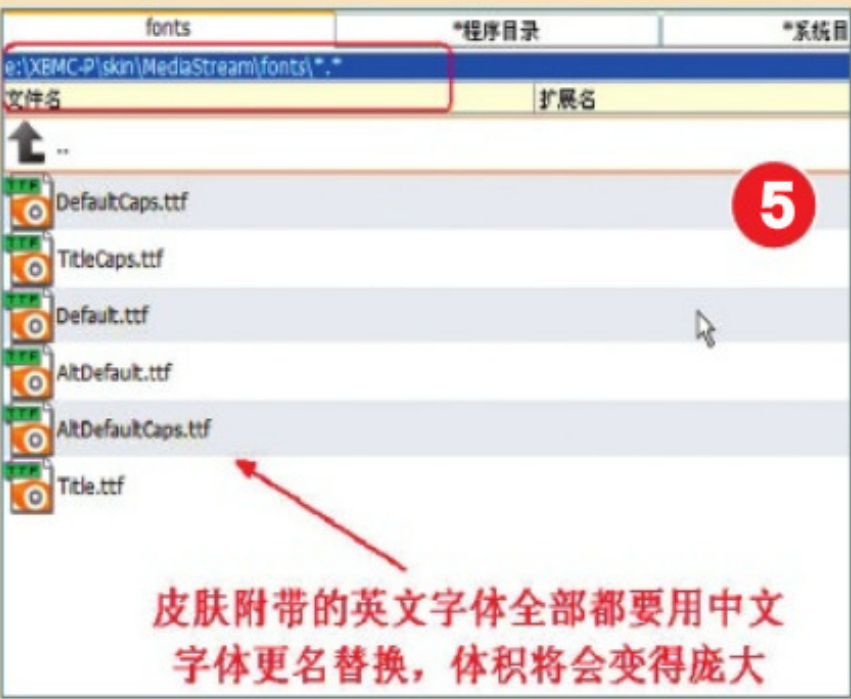 fonts *程序目录 *系统目
e:\XBMC-P\skin\MediaStream\fonts\*.*
文件名 扩展名
..
DefaultCaps.ttf
5
TitleCaps.ttf
Default.ttf
AltDefault.ttf
AltDefaultCaps.ttf
Title.ttf
皮肤附带的英文字体全部都要用中文
字体更名替换，体积将会变得庞大